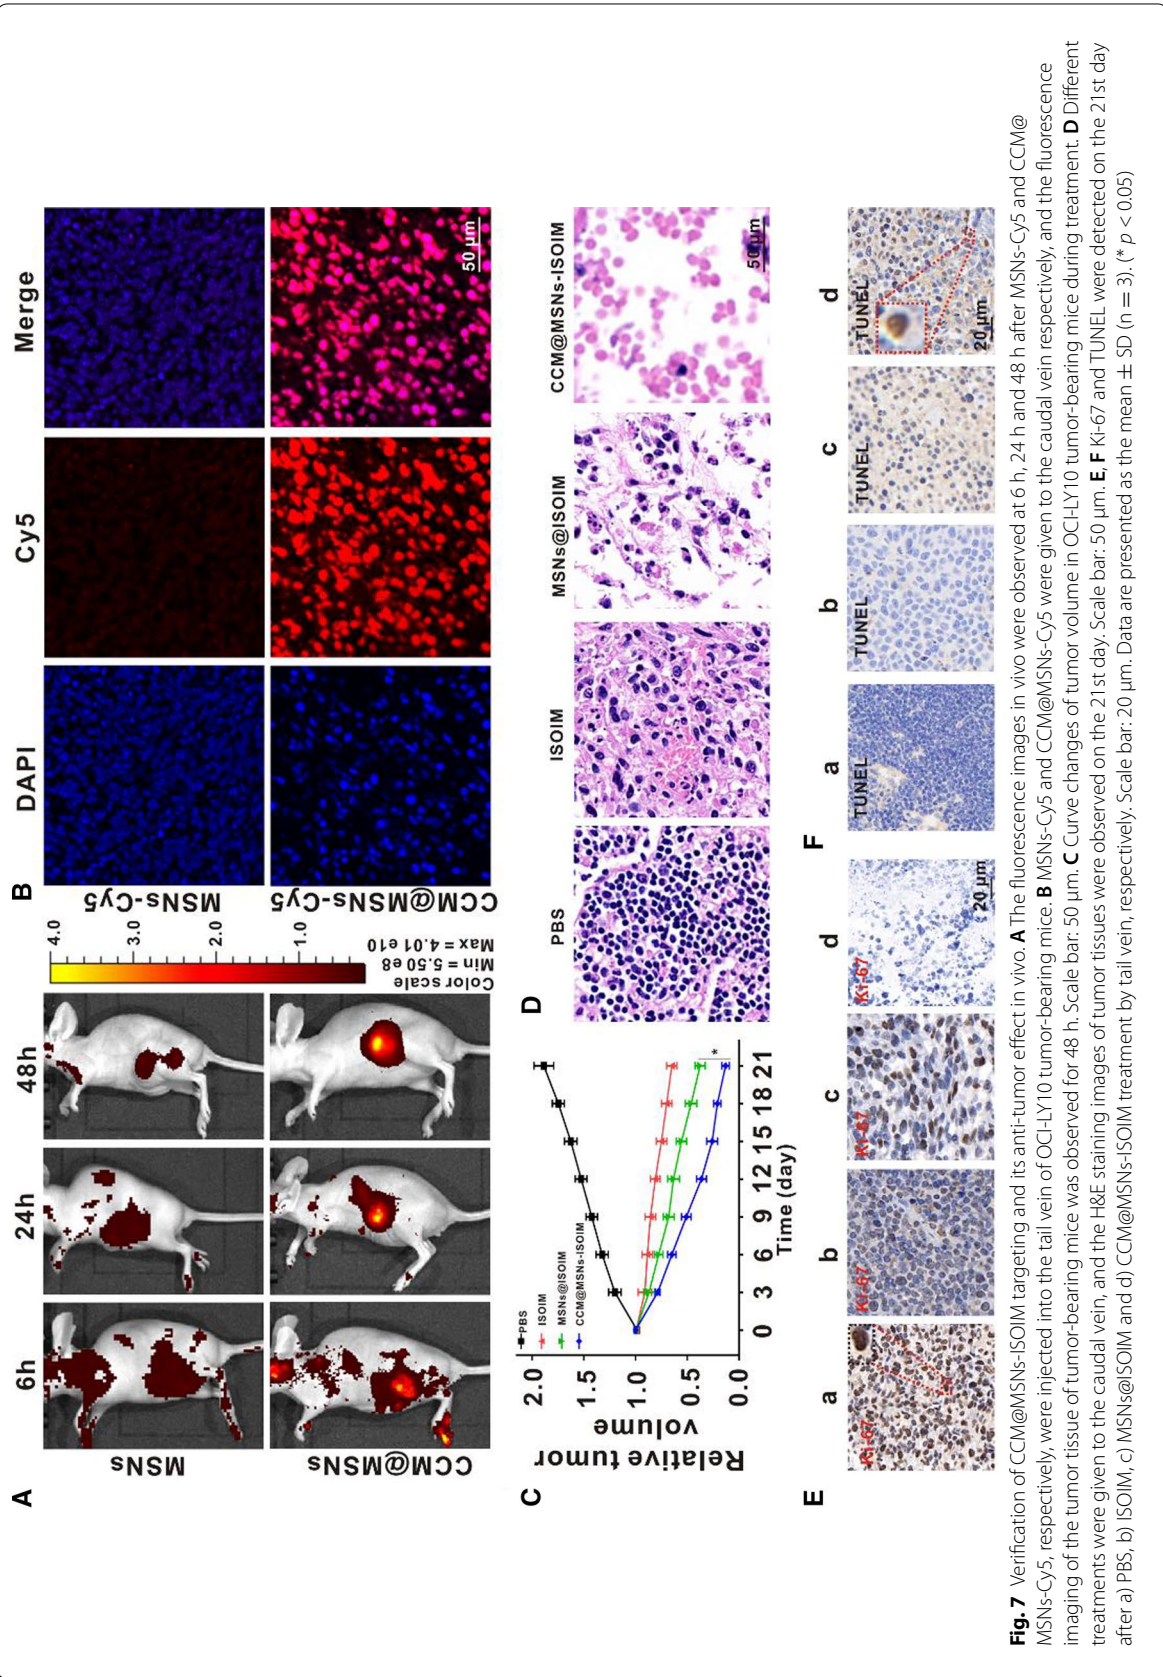 A
6h
24h
48h
MSNs
CCM@MSNs
Color scale
Min = 5.50 e8
Max = 4.01 e10
4.0
3.0
2.0
1.0
B
DAPI
Cy5
Merge
MSNs-Cy5
CCM@MSNs-Cy5
50 µm
C
Relative tumor
volume
2.0
1.5
1.0
0.5
0.0
PBS
ISOIM
MSNs@ISOIM
CCM@MSNs-ISOIM
*
0 3 6 9 12 15 18 21
Time (day)
D
PBS
ISOIM
MSNs@ISOIM
CCM@MSNs-ISOIM
50 µm
E
a
b
c
d
Ki-67
Ki-67
Ki-67
Ki-67
20 µm
F
a
b
c
d
TUNEL
TUNEL
TUNEL
TUNEL
20 µm
Fig. 7 Verification of CCM@MSNs-ISOIM targeting and its anti-tumor effect in vivo. A The fluorescence images in vivo were observed at 6 h, 24 h and 48 h after MSNs-Cy5 and CCM@
MSNs-Cy5, respectively, were injected into the tail vein of OCI-LY10 tumor-bearing mice. B MSNs-Cy5 and CCM@MSNs-Cy5 were given to the caudal vein respectively, and the fluorescence
imaging of the tumor tissue of tumor-bearing mice was observed for 48 h. Scale bar: 50 µm. C Curve changes of tumor volume in OCI-LY10 tumor-bearing mice during treatment. D Different
treatments were given to the caudal vein, and the H&E staining images of tumor tissues were observed on the 21st day. Scale bar: 50 µm. E, F Ki-67 and TUNEL were detected on the 21st day
after a) PBS, b) ISOIM, c) MSNs@ISOIM and d) CCM@MSNs-ISOIM treatment by tail vein, respectively. Scale bar: 20 µm. Data are presented as the mean ± SD (n = 3). (* p < 0.05)